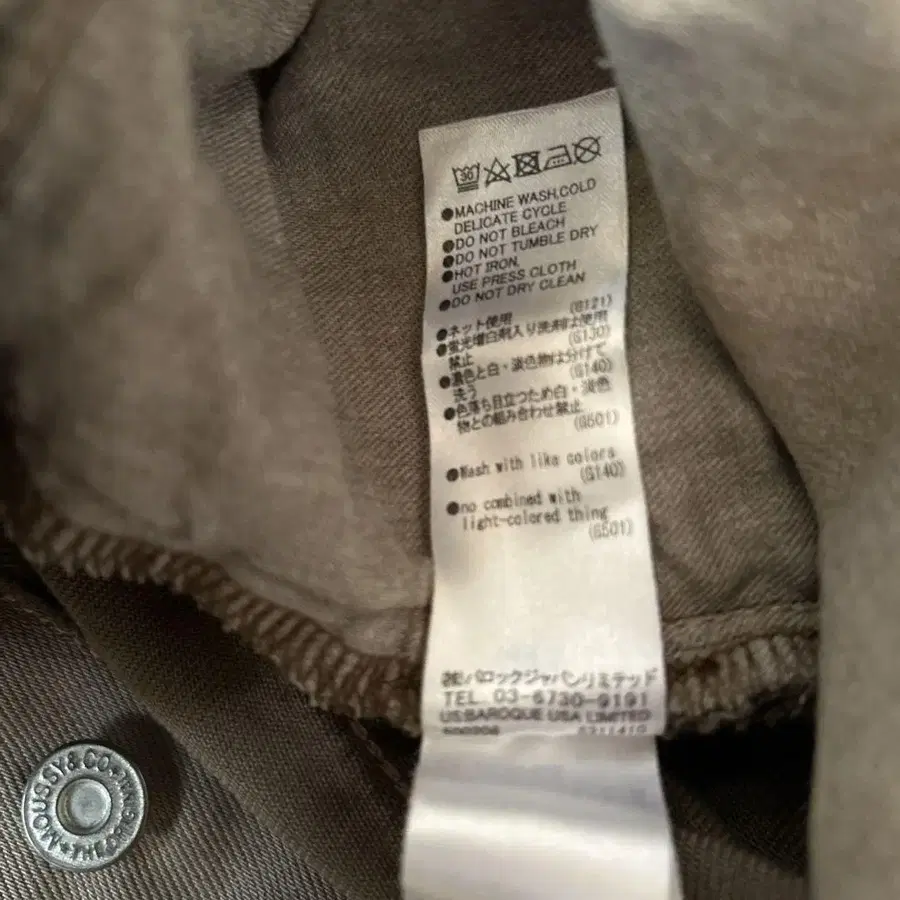 30
●MACHINE WASH,COLD
DELICATE CYCLE
●DO NOT BLEACH
●DO NOT TUMBLE DRY
●HOT IRON,
USE PRESS CLOTH
●DO NOT DRY CLEAN
(G121)
●ネット使用
●蛍光増白剤入り洗剤は使用
(G130)
禁止
●濃色と白・淡色物は分けて
(G140)
洗う
●色落ち目立つため白・淡色
物との組み合わせ禁止
(G501)
●Wash with like colors
(G140)
●no combined with
light-colored thing
(G501)
㈱バロックジャパンリミテッド
TEL. 03-6730-9191
US:BAROQUE USA LIMITED
MOUSSY&CO
THE